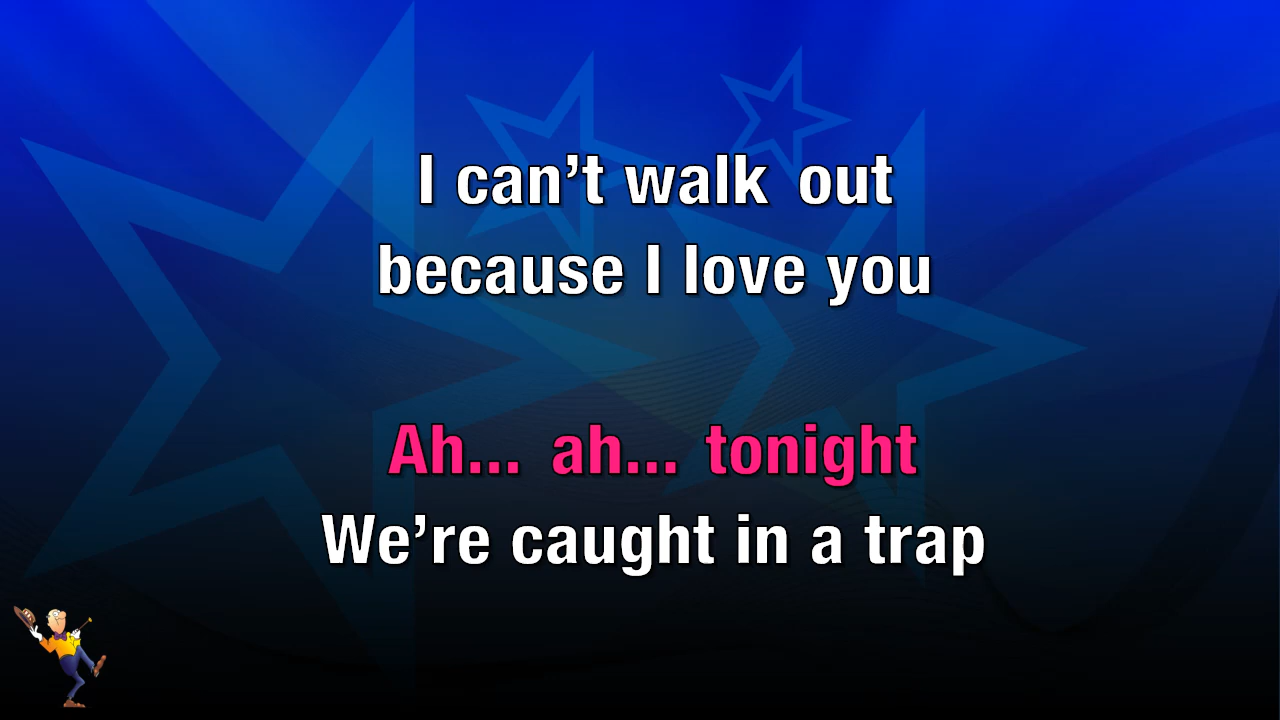 I can’t walk out
because I love you
Ah... ah... tonight
We’re caught in a trap